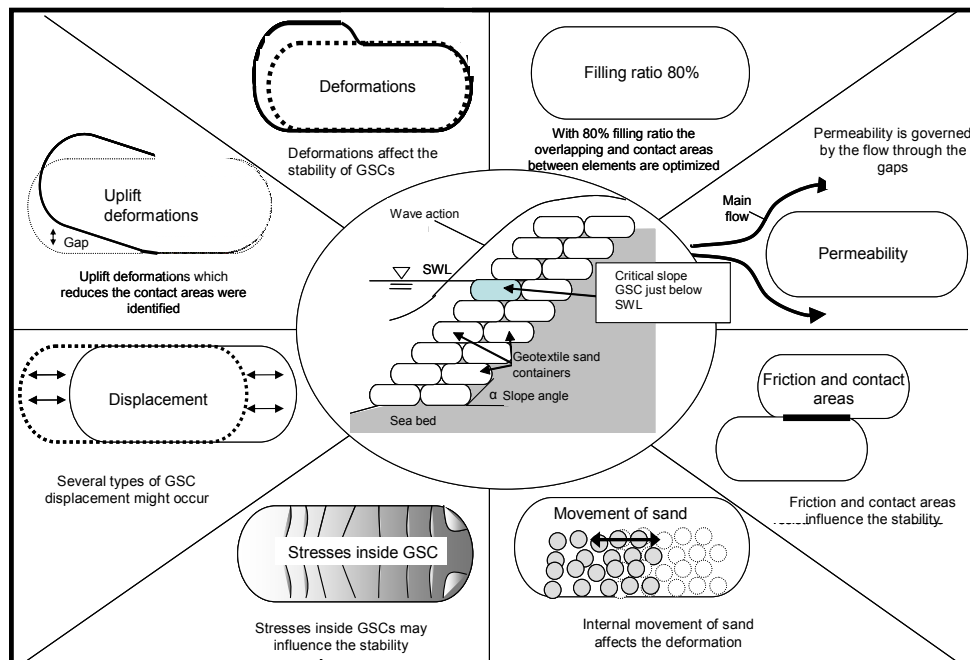 Deformations
Deformations affect the
stability of GSCs
Filling ratio 80%
With 80% filling ratio the
overlapping and contact areas
between elements are optimized
Permeability is governed
by the flow through the
gaps
Main
flow
Permeability
Uplift
deformations
Gap
Uplift deformations which
reduces the contact areas were
identified
Wave action
SWL
Critical slope
GSC just below
SWL
Geotextile sand
containers
α Slope angle
Sea bed
Displacement
Several types of GSC
displacement might occur
Friction and contact
areas
Friction and contact areas
influence the stability
Stresses inside GSC
Stresses inside GSCs may
influence the stability
Movement of sand
Internal movement of sand
affects the deformation